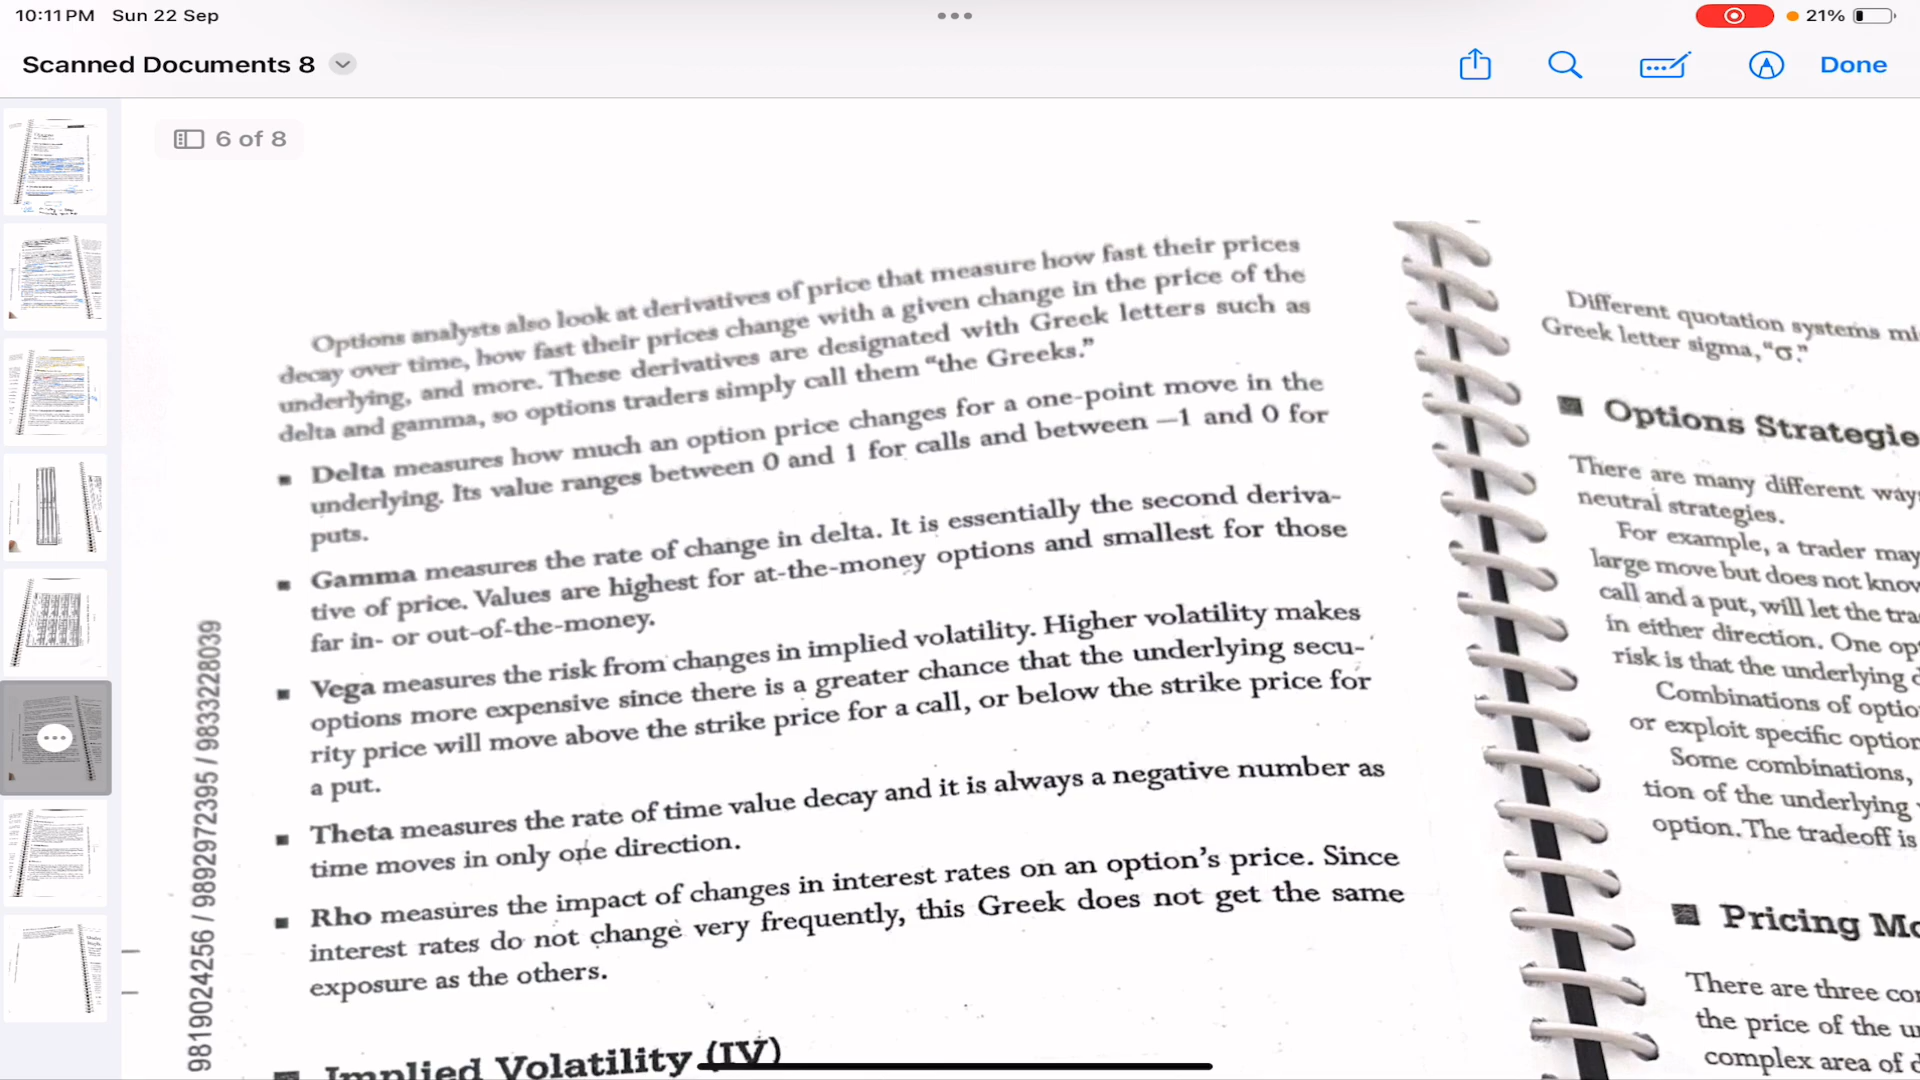 10:11 PM Sun 22 Sep
21%
Scanned Documents 8
Done
6 of 8
Options analysts also look at derivatives of price that measure how fast their prices
decay over time, how fast their prices change with a given change in the price of the
underlying, and more. These derivatives are designated with Greek letters such as
delta and gamma, so options traders simply call them “the Greeks.”
■ Delta measures how much an option price changes for a one-point move in the
underlying. Its value ranges between 0 and 1 for calls and between —1 and 0 for
puts.
■ Gamma measures the rate of change in delta. It is essentially the second deriva-
tive of price. Values are highest for at-the-money options and smallest for those
far in- or out-of-the-money.
■ Vega measures the risk from changes in implied volatility. Higher volatility makes
options more expensive since there is a greater chance that the underlying secu-
rity price will move above the strike price for a call, or below the strike price for
a put.
■ Theta measures the rate of time value decay and it is always a negative number as
time moves in only one direction.
■ Rho measures the impact of changes in interest rates on an option’s price. Since
interest rates do not change very frequently, this Greek does not get the same
exposure as the others.
■ Implied Volatility (IV)
9819024256 / 9892972395 / 9833228039
Different quotation systems mi
Greek letter sigma, “σ.”
■ Options Strategie
There are many different ways
neutral strategies.
For example, a trader may
large move but does not know
call and a put, will let the tra
in either direction. One op
risk is that the underlying
Combinations of optio
or exploit specific option
Some combinations,
tion of the underlying
option. The tradeoff is
■ Pricing Mo
There are three co
the price of the u
complex area of